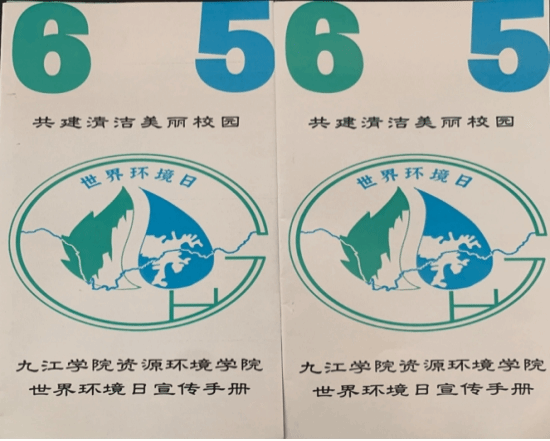 6 5
共建清洁美丽校园
世界环境日
九江学院资源环境学院
世界环境日宣传手册
6 5
共建清洁美丽校园
世界环境日
九江学院资源环境学院
世界环境日宣传手册